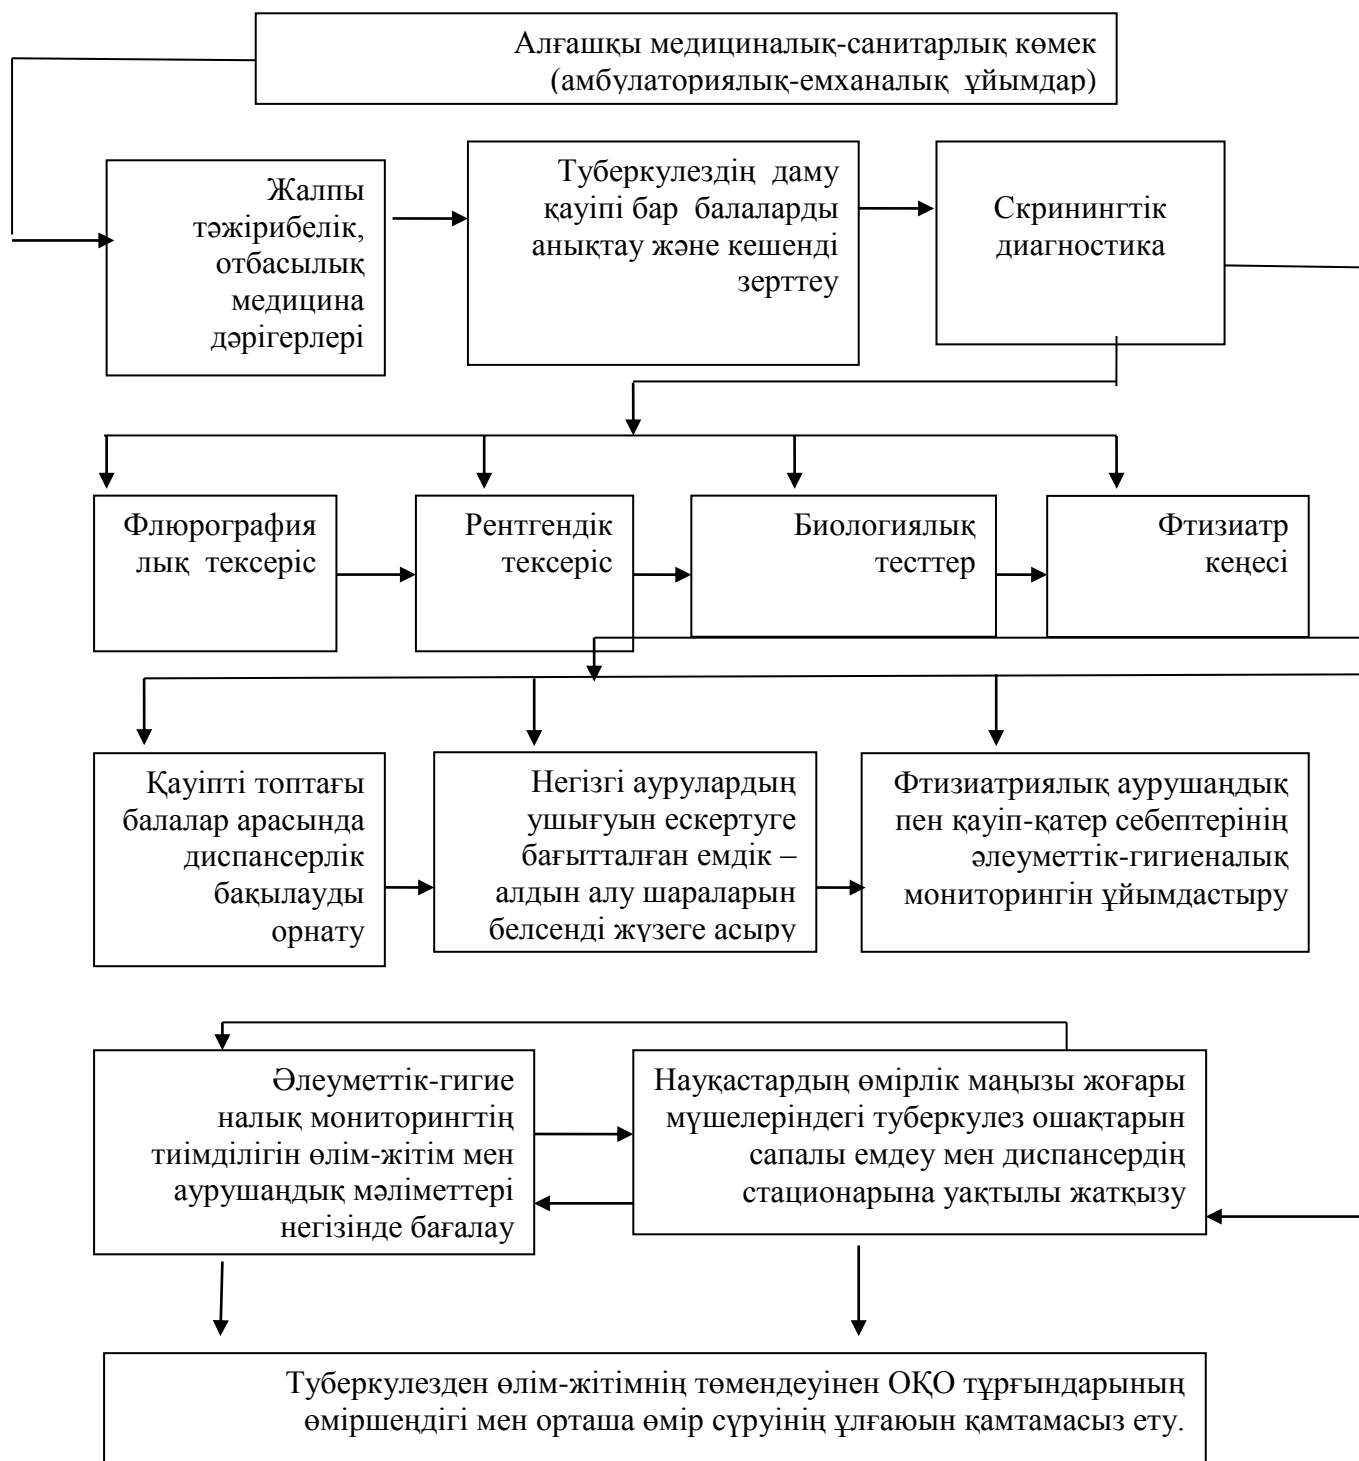 Алғашқы медициналық-санитарлық көмек
(амбулаториялық-емханалық ұйымдар)
Жалпы
тәжірибелік,
отбасылық
медицина
дәрігерлері
Туберкулездің даму
қауіпі бар балаларды
анықтау және кешенді
зерттеу
Скринингтік
диагностика
Флюрография
лық тексеріс
Рентгендік
тексеріс
Биологиялық
тесттер
Фтизиатр
кеңесі
Қауіпті топтағы
балалар арасында
диспансерлік
бақылауды
орнату
Негізгі аурулардың
ушығуын ескертуге
бағытталған емдік –
алдын алу шараларын
белсенді жүзеге асыру
Фтизиатриялық аурушаңдық
пен қауіп-қатер себептерінің
әлеуметтік-гигиеналық
мониторингін ұйымдастыру
Әлеуметтік-гигие
налық мониторингтің
тиімділігін өлім-жітім мен
аурушаңдық мәліметтері
негізінде бағалау
Науқастардың өмірлік маңызы жоғары
мүшелеріндегі туберкулез ошақтарын
сапалы емдеу мен диспансердің
стационарына уақтылы жатқызу
Туберкулезден өлім-жітімнің төмендеуінен ОҚО тұрғындарының
өміршеңдігі мен орташа өмір сүруінің ұлғаюын қамтамасыз ету.